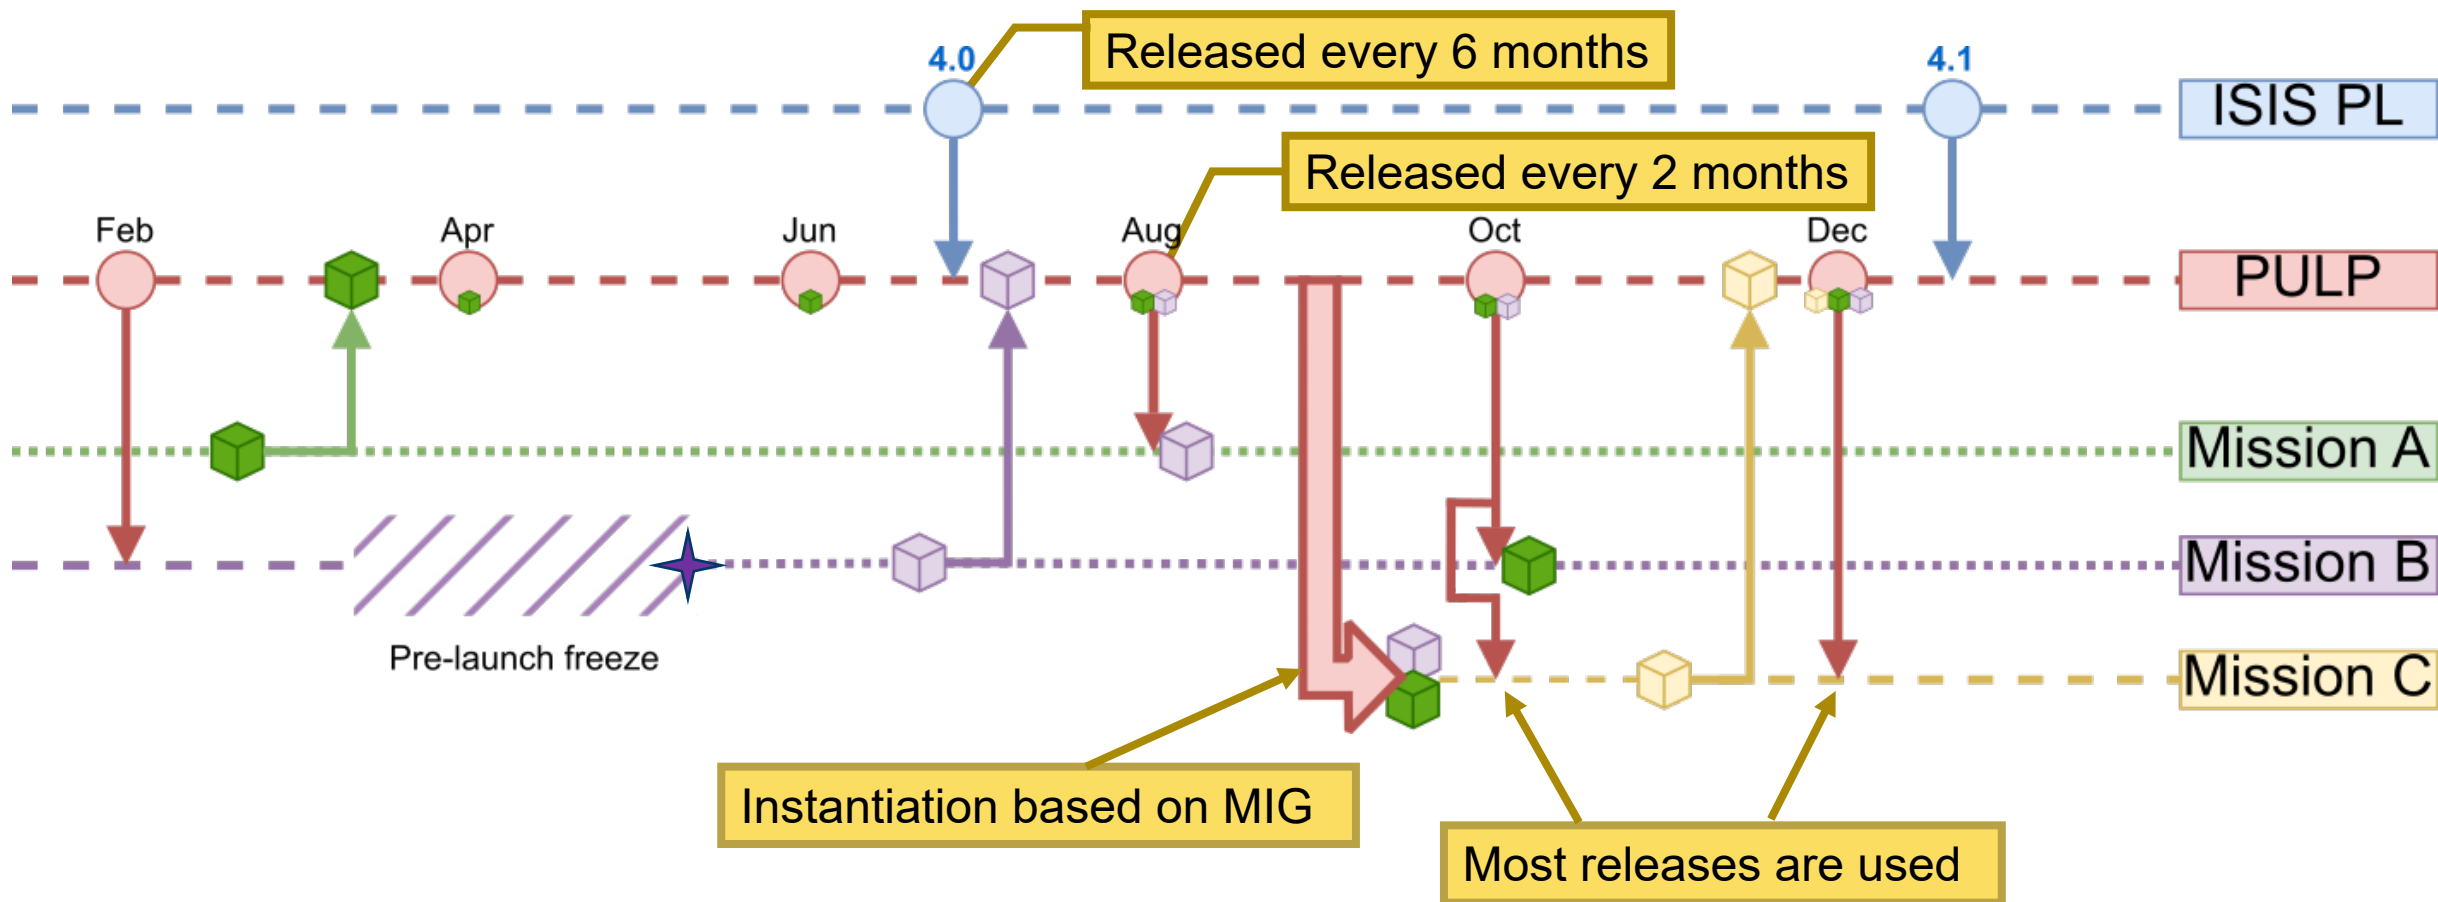 Released every 6 months
4.0
4.1
ISIS PL
Released every 2 months
Feb
Apr
Jun
Aug
Oct
Dec
PULP
Mission A
Mission B
Pre-launch freeze
Mission C
Instantiation based on MIG
Most releases are used